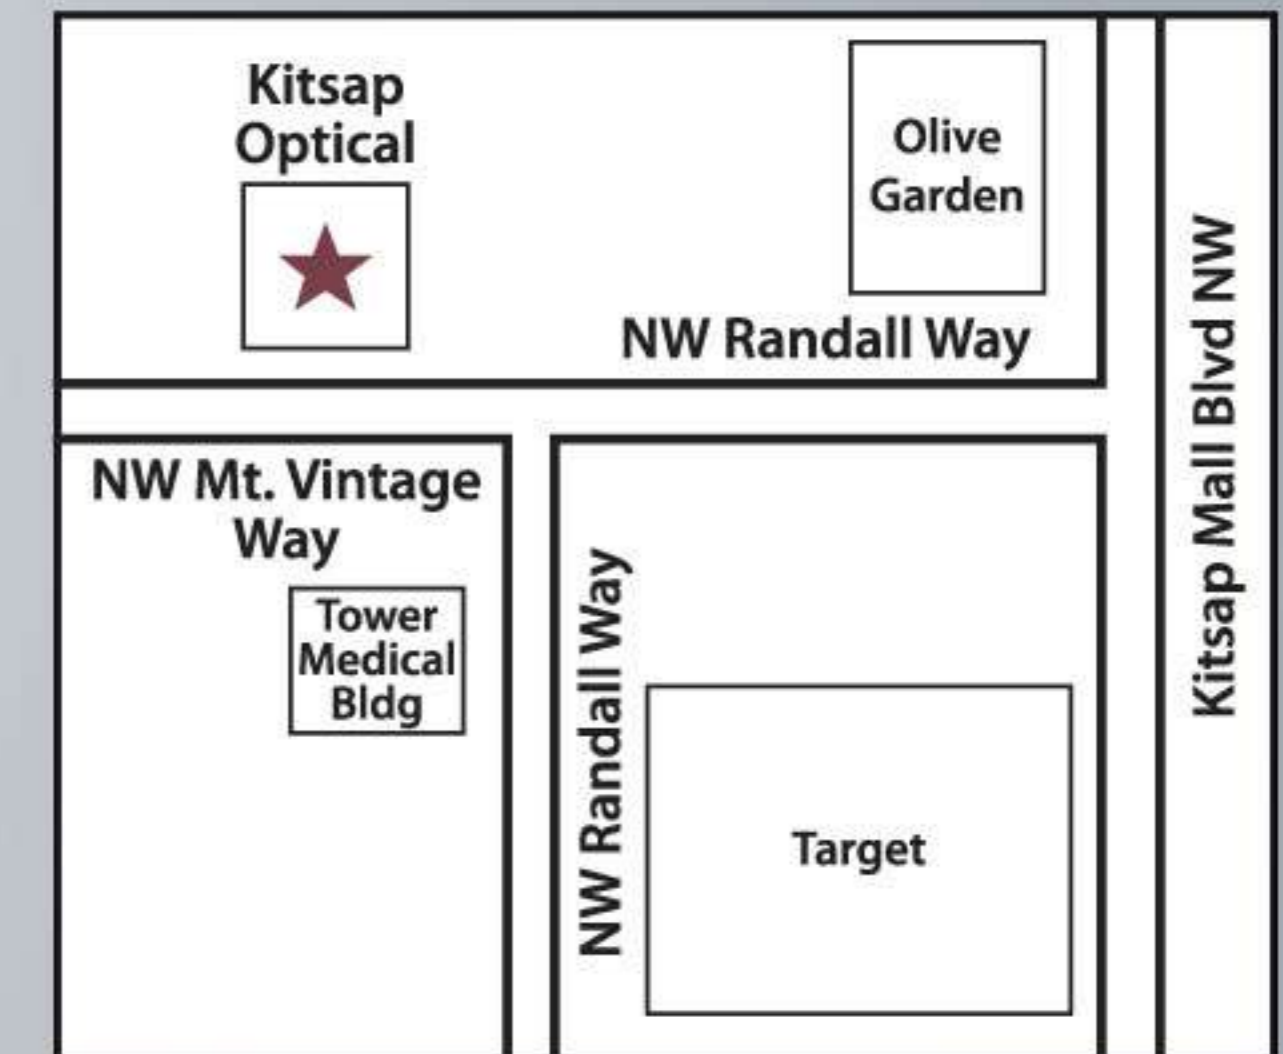 Kitsap
Optical
Olive
Garden
NW Randall Way
Kitsap Mall Blvd NW
NW Mt. Vintage
Way
Tower
Medical
Bldg
NW Randall Way
Target